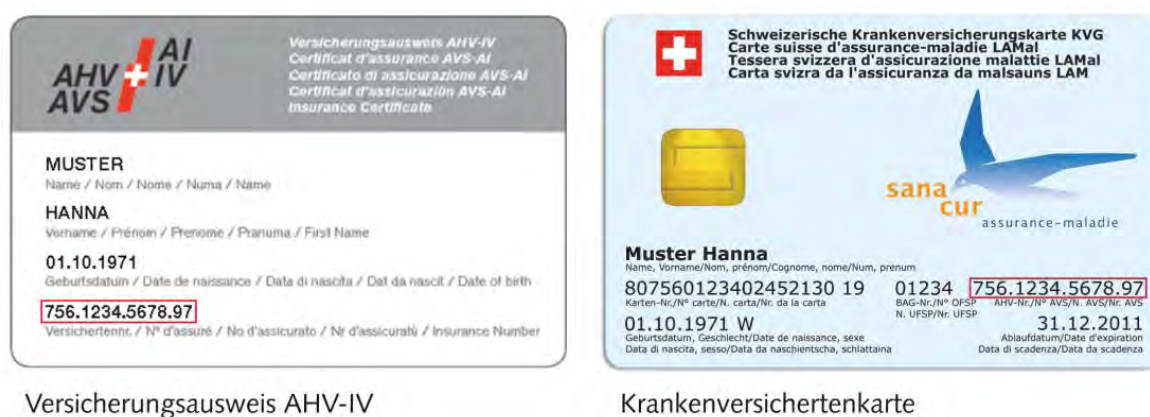 AHV AI
AVS IV
Versicherungsausweis AHV-IV
Certificat d'assurance AVS-AI
Certificato di assicurazione AVS-AI
Certificat d'assicuraziun AVS-AI
Insurance Certificate
MUSTER
Name / Nom / Nome / Numa / Name
HANNA
Vorname / Prénom / Prenome / Pranuma / First Name
01.10.1971
Geburtsdatum / Date de naissance / Data di nascita / Dat da nascit / Date of birth
756.1234.5678.97
Versichertennr. / N° d'assuré / No d'assicurato / Nr d'assicuratù / Insurance Number
Versicherungsausweis AHV-IV
Schweizerische Krankenversicherungskarte KVG
Carte suisse d'assurance-maladie LAMal
Tessera svizzera d'assicurazione malattie LAMal
Carta svizra da l'assicuranza da malsauns LAM
sana
cur
assurance-maladie
Muster Hanna
Name, Vorname/Nom, prénom/Cognome, nome/Num, prenum
807560123402452130 19 01234 756.1234.5678.97
Karten-Nr./N° carte/N. carta/Nr. da la carta BAG-Nr./N° OFSP AHV-Nr./N° AVS/N. AVS/Nr. AVS
N. UFSP/Nr. UFSP
01.10.1971 W 31.12.2011
Geburtsdatum, Geschlecht/Date de naissance, sexe Ablaufdatum/Date d'expiration
Data di nascita, sesso/Data da naschientscha, schlattaina Data di scadenza/Data da scadenza
Krankenversichertenkarte